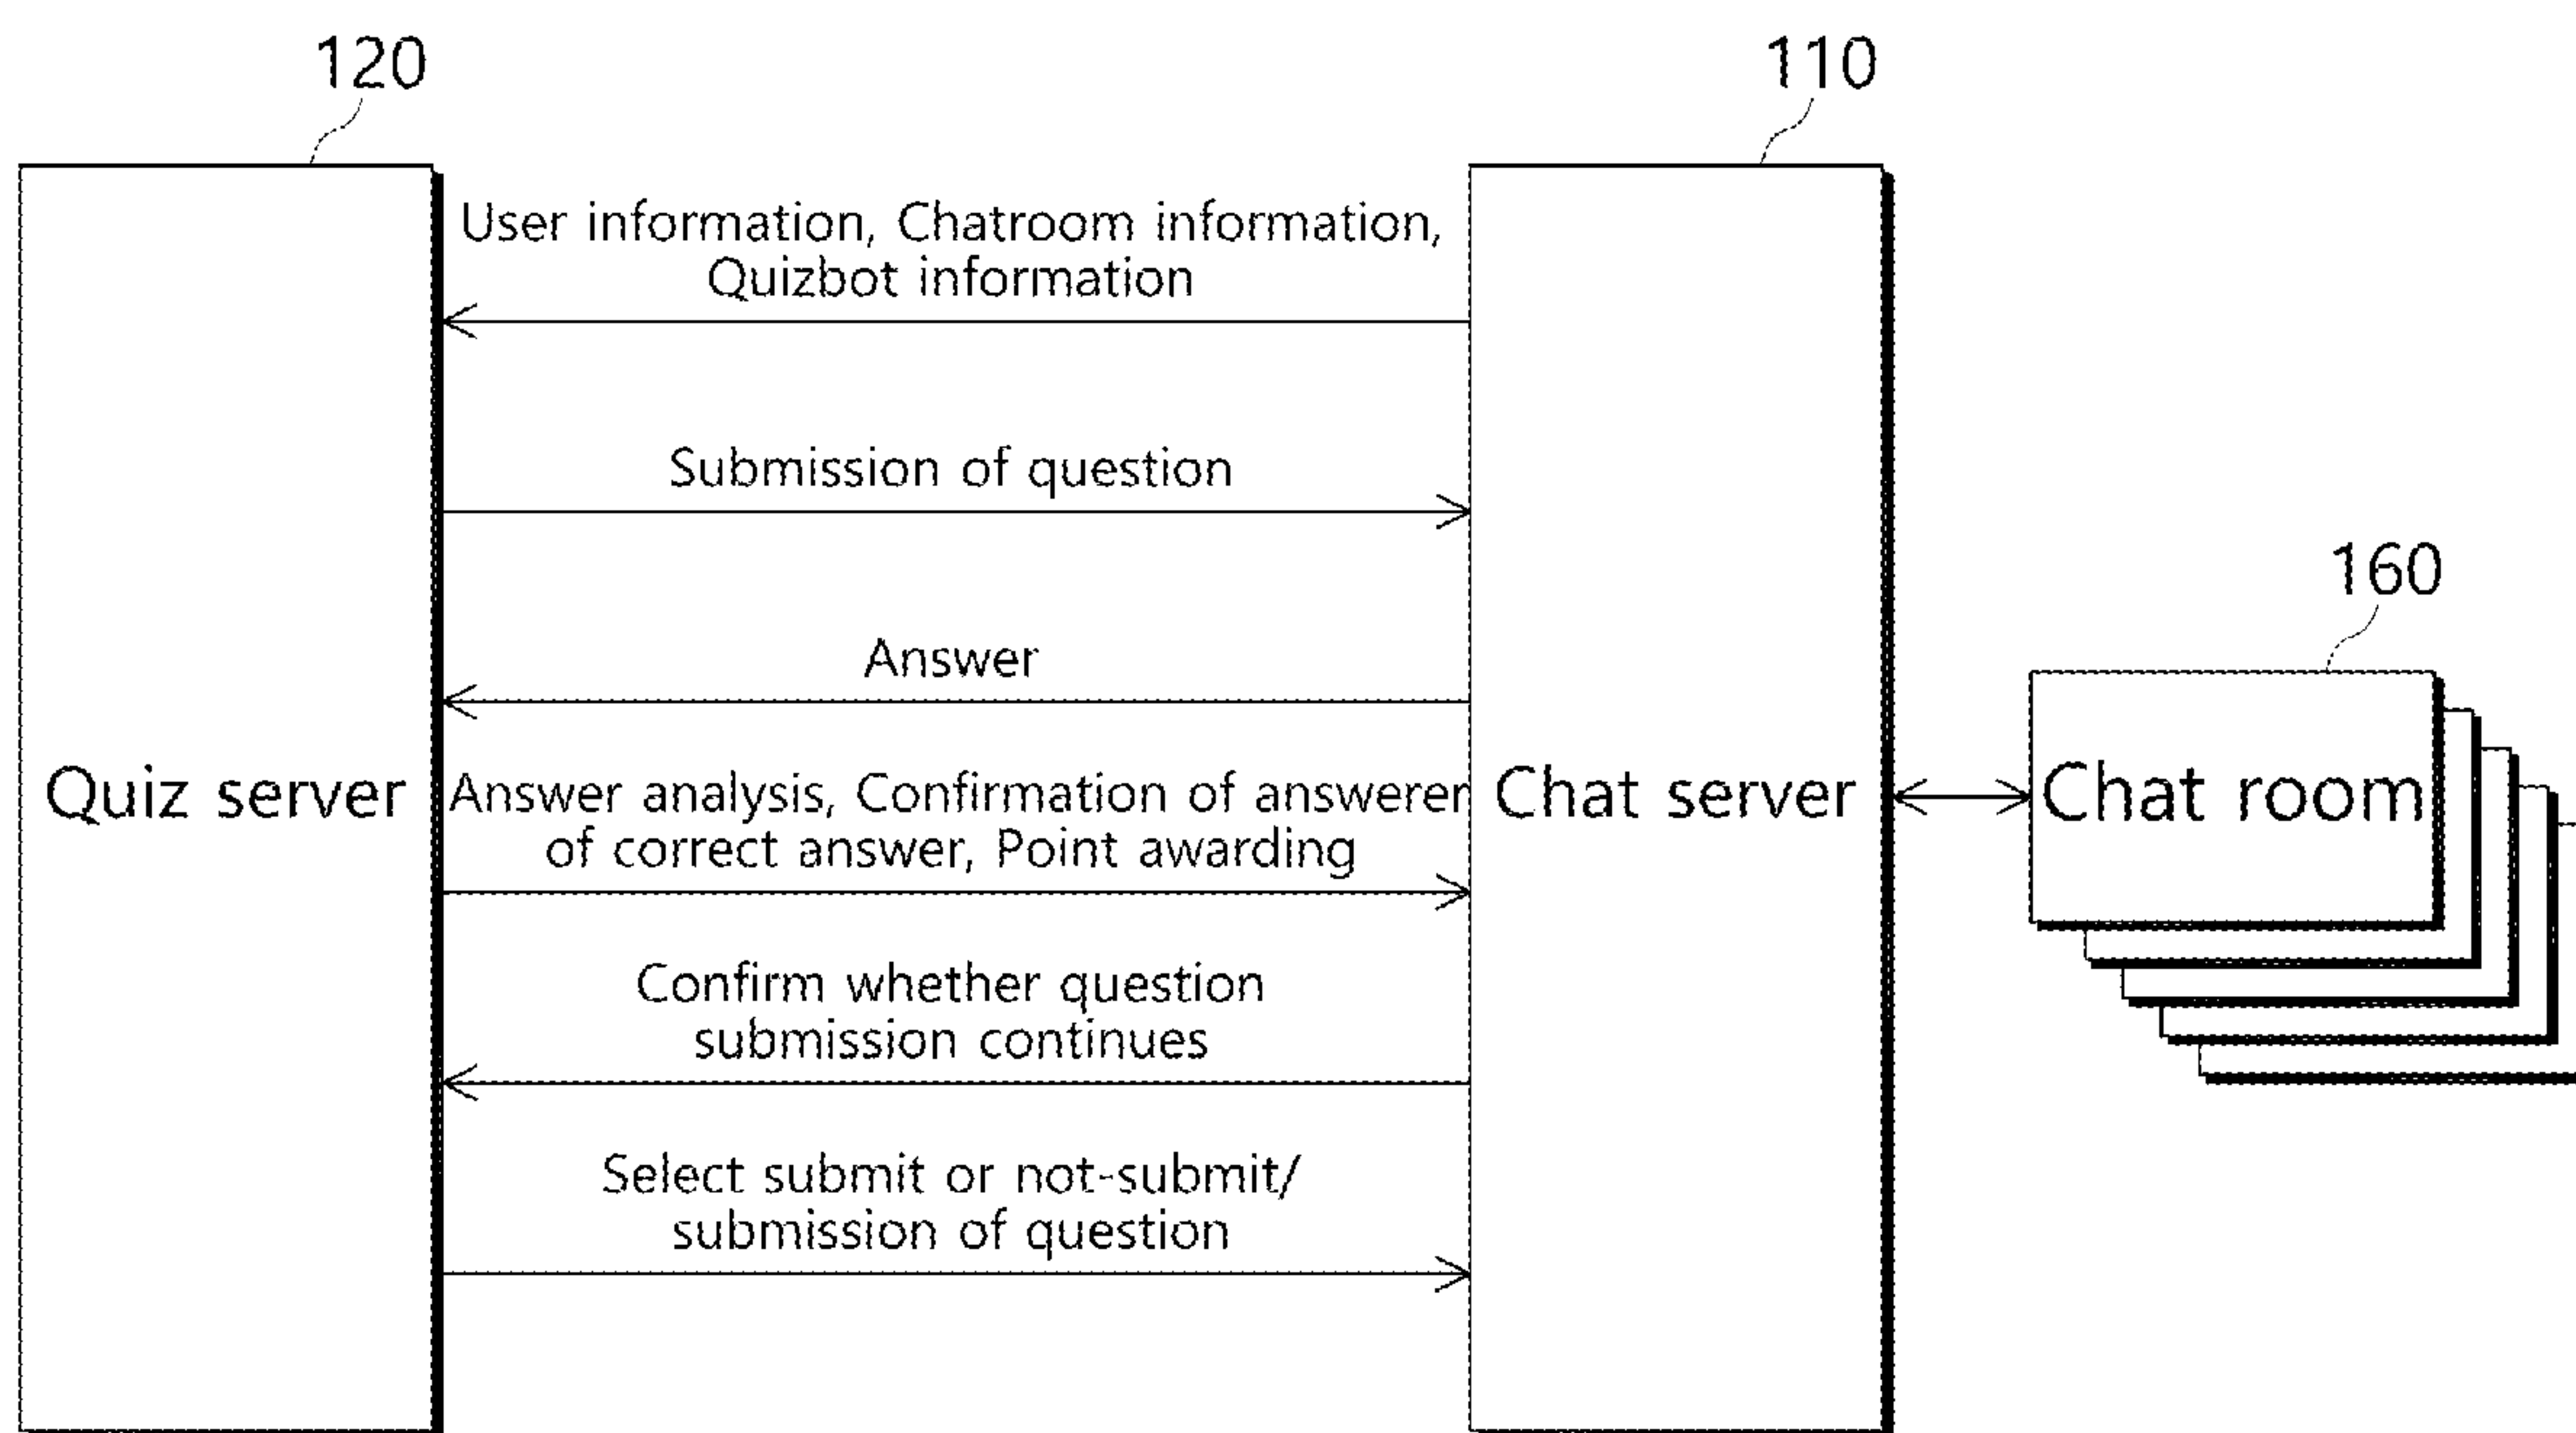 120
110
User information, Chatroom information,
Quizbot information
Submission of question
160
Answer
Quiz server
Answer analysis, Confirmation of answerer
of correct answer, Point awarding
Chat server
Chat room
Confirm whether question
submission continues
Select submit or not-submit/
submission of question